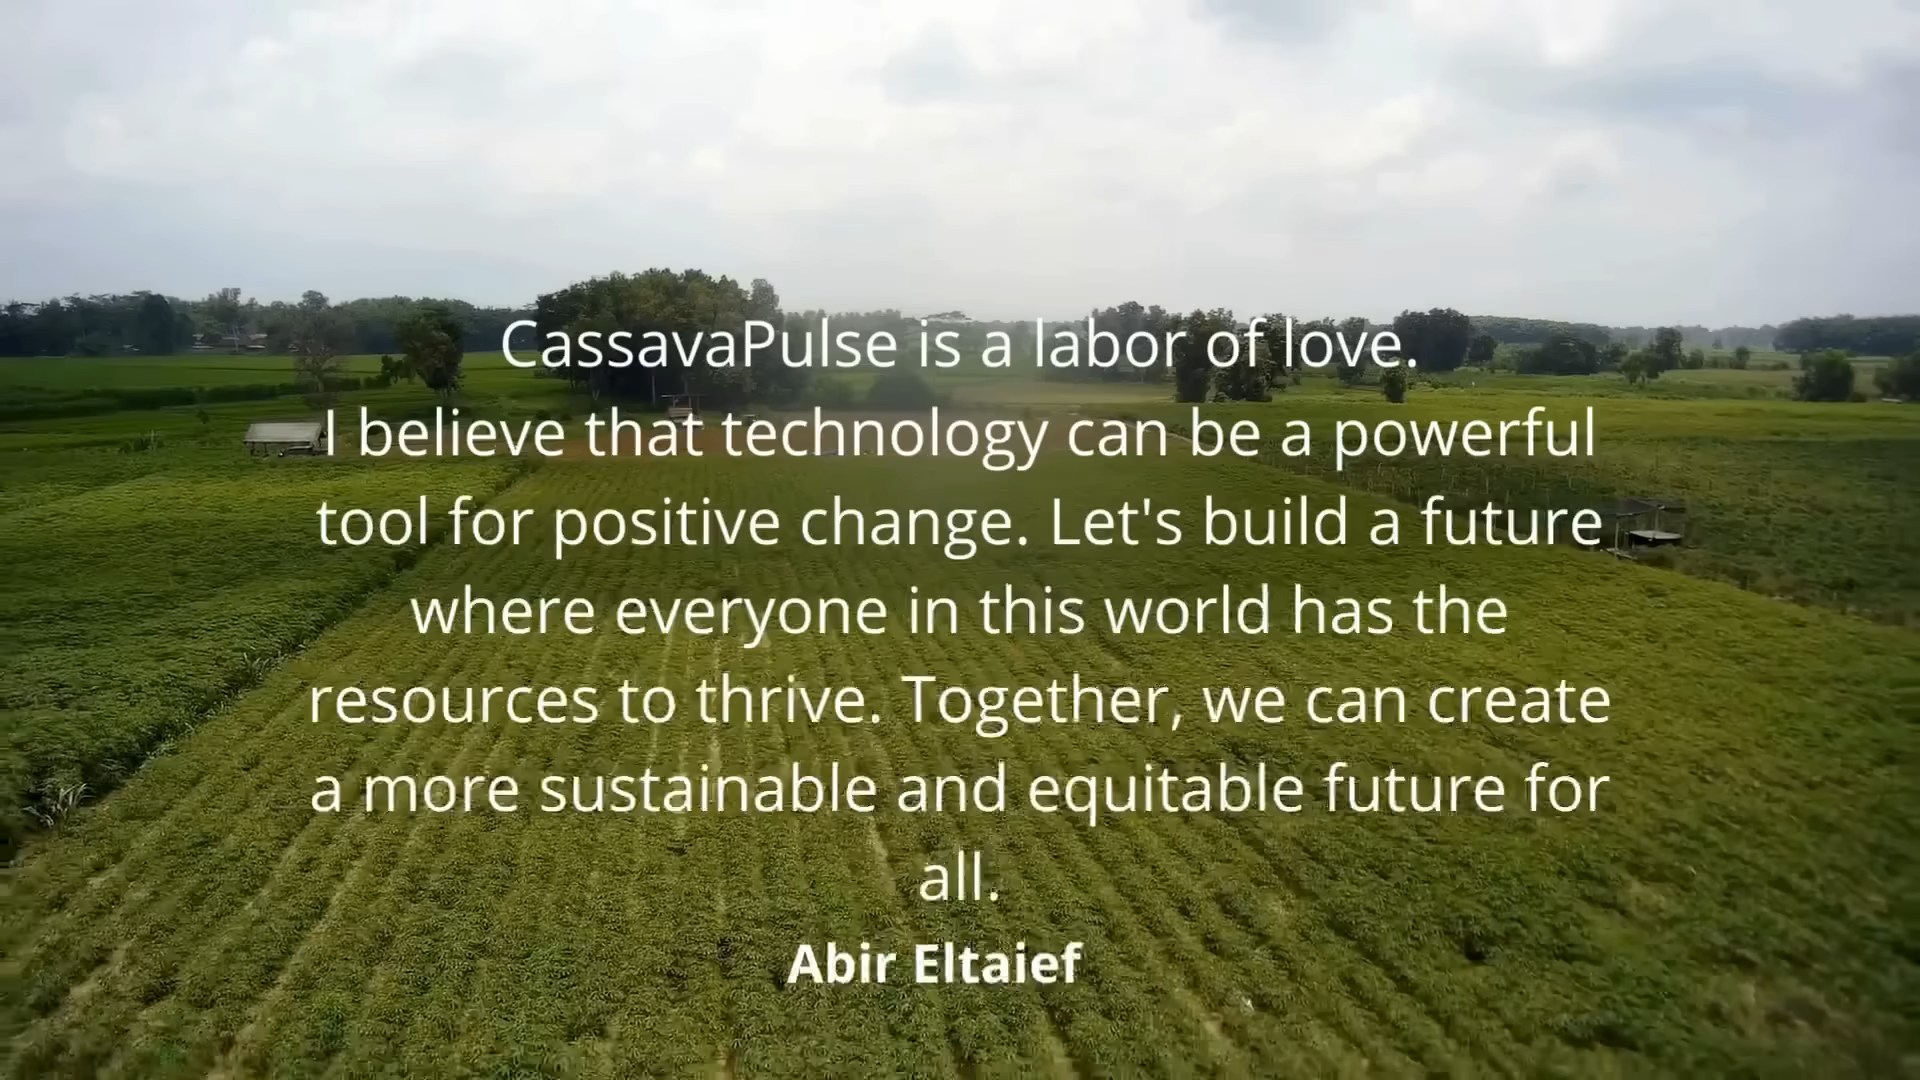 CassavaPulse is a labor of love.
I believe that technology can be a powerful
tool for positive change. Let's build a future
where everyone in this world has the
resources to thrive. Together, we can create
a more sustainable and equitable future for
all.
Abir Eltaief